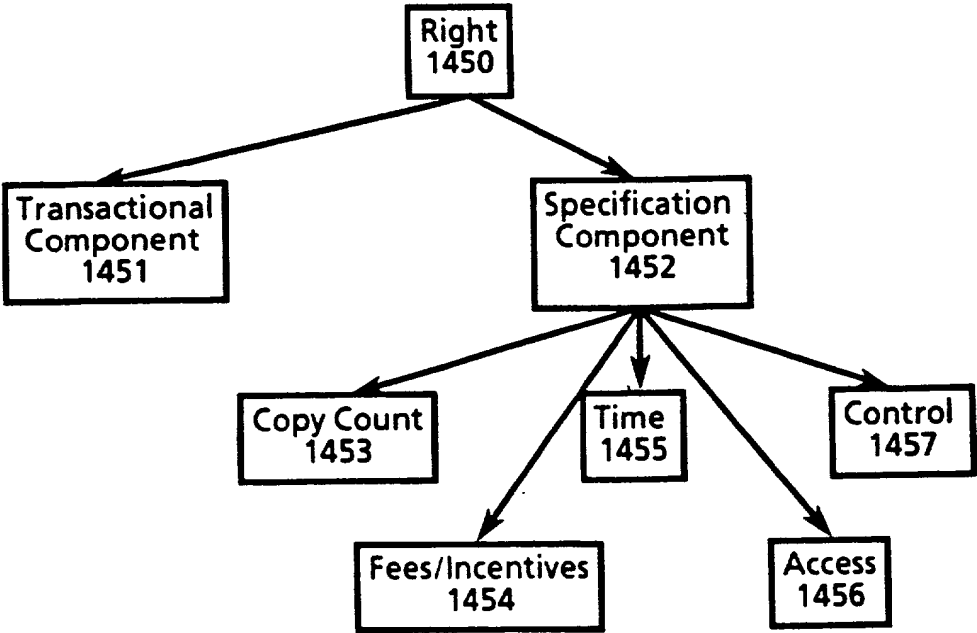 Right
1450
Transactional
Component
1451
Specification
Component
1452
Copy Count
1453
Time
1455
Control
1457
Fees/Incentives
1454
Access
1456